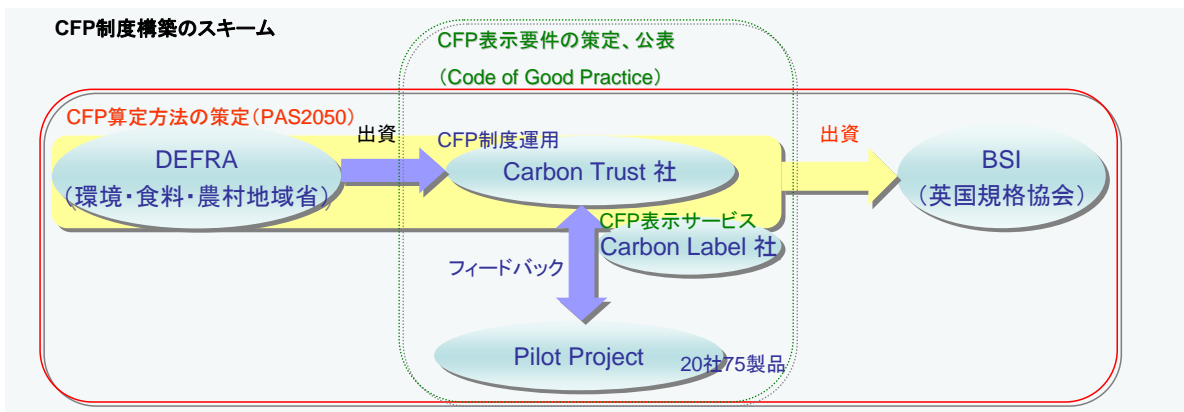 CFP制度構築のスキーム
CFP表示要件の策定、公表
（Code of Good Practice）
CFP算定方法の策定（PAS2050）
出資
CFP制度運用
出資
DEFRA
（環境・食料・農村地域省）
Carbon Trust 社
BSI
（英国規格協会）
CFP表示サービス
Carbon Label 社
フィードバック
Pilot Project
20社75製品